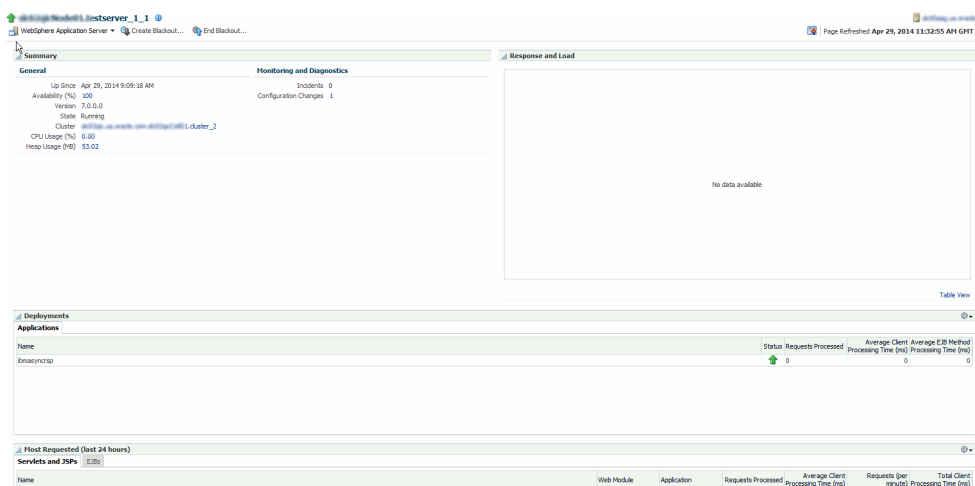 stserver_1_1
WebSphere Application Server Create Blackout... End Blackout...
Page Refreshed Apr 29, 2014 11:32:55 AM GMT
Summary
General
Up Since Apr 29, 2014 9:09:18 AM
Availability (%) 100
Version 7.0.0.0
State Running
Cluster 1.cluster_2
CPU Usage (%) 0.00
Heap Usage (MB) 53.02
Monitoring and Diagnostics
Incidents 0
Configuration Changes 1
Response and Load
No data available
Table View
Deployments
Applications
Name Status Requests Processed Average Client Processing Time (ms) Average EJB Method Processing Time (ms)
ibmasyncrsp 0 0 0
Most Requested (last 24 hours)
Servlets and JSPs EJBs
Name Web Module Application Requests Processed Average Client Processing Time (ms) Requests (per minute) Total Client Processing Time (ms)